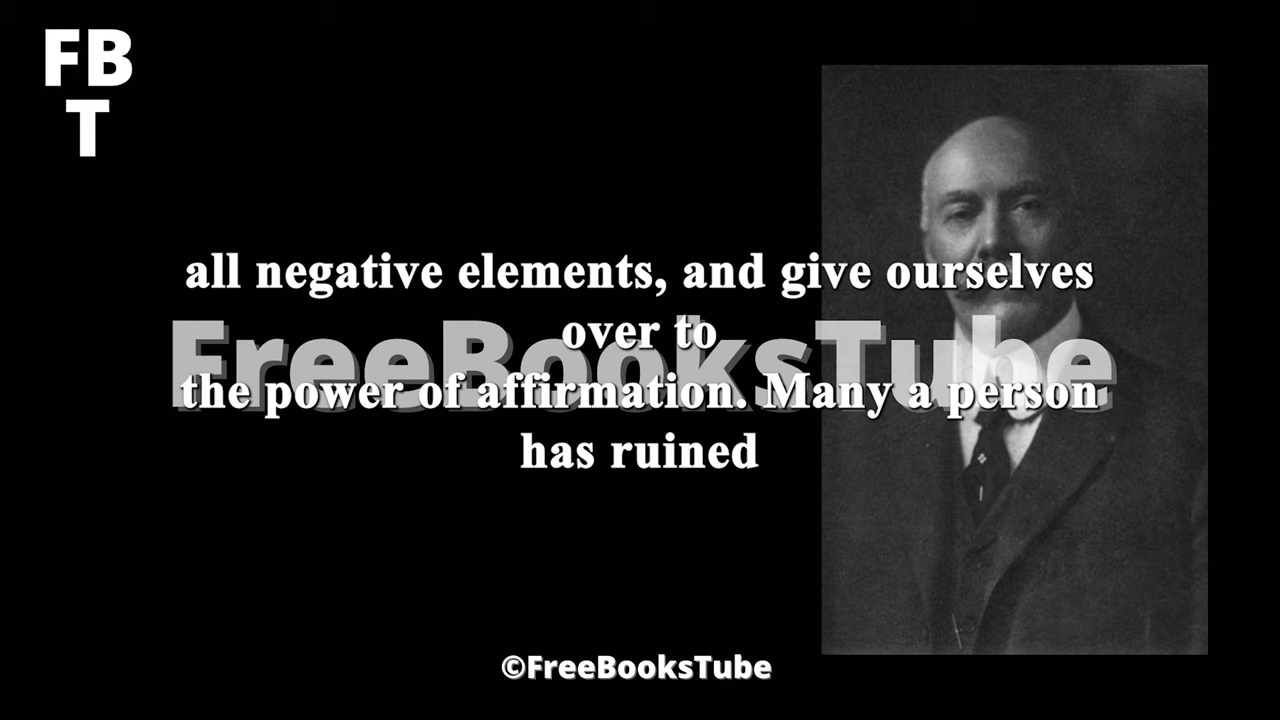 FB
T
all negative elements, and give ourselves
over to
FreeBooksTube
the power of affirmation. Many a person
has ruined
©FreeBooksTube